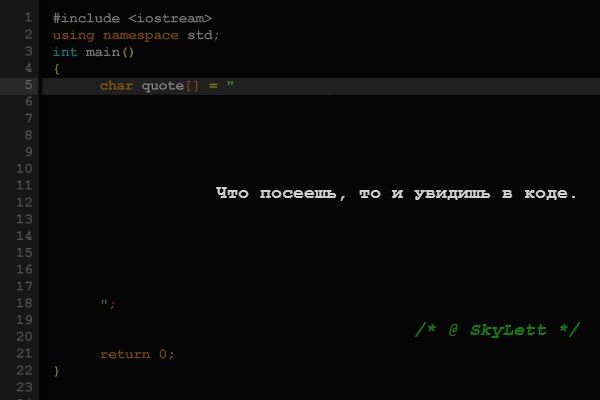 1 #include <iostream>
2 using namespace std;
3 int main()
4 {
5 char quote[] = "
6
7
8
9
10
11 Что посеешь, то и увидишь в коде.
12
13
14
15
16
17
18 ";
19 /* @ SkyLett */
20
21 return 0;
22 }
23